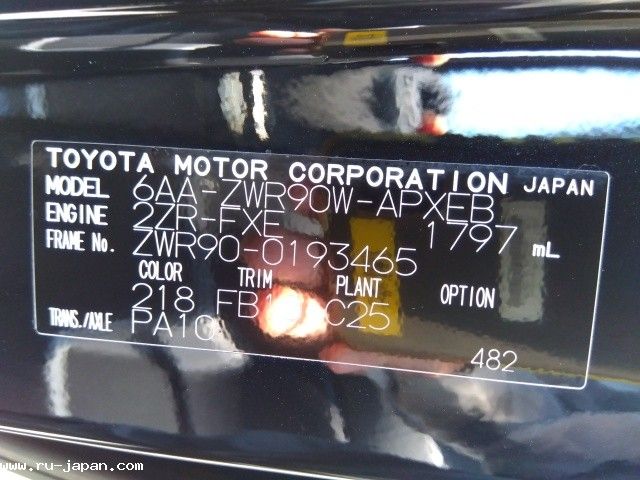 TOYOTA MOTOR CORPORATION JAPAN
MODEL 6AA-ZWR90W-APXEB
ENGINE 2ZR-FXE 1797 mL
FRAME No. ZWR90-0193465
COLOR TRIM PLANT OPTION
218 C25
TRANS./AXLE PA10
482
www.ru-japan.com